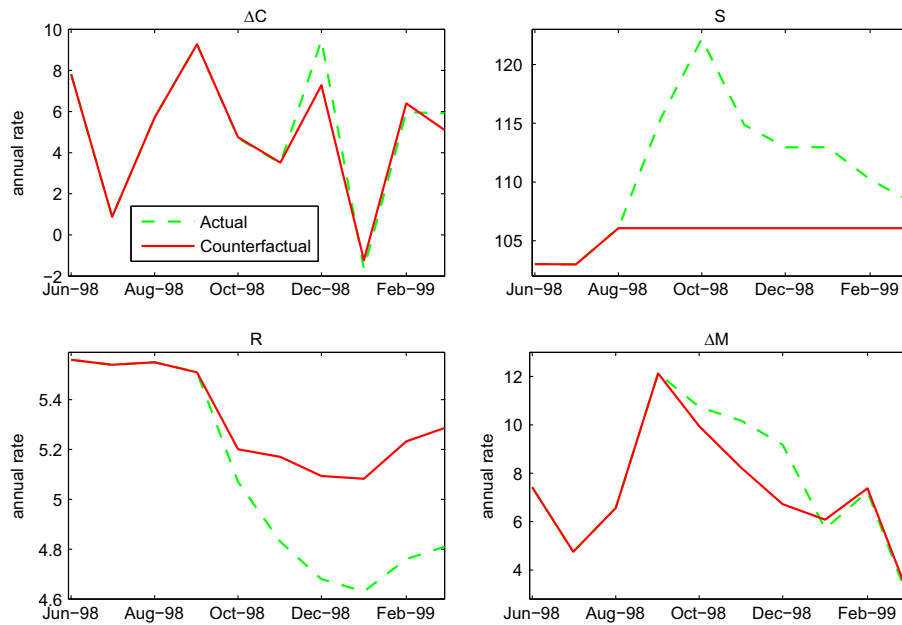 ΔC
annual rate
10
8
6
4
2
0
−2
Jun−98 Aug−98 Oct−98 Dec−98 Feb−99
Actual
Counterfactual
S
120
115
110
105
Jun−98 Aug−98 Oct−98 Dec−98 Feb−99
R
annual rate
5.4
5.2
5
4.8
4.6
Jun−98 Aug−98 Oct−98 Dec−98 Feb−99
ΔM
annual rate
12
10
8
6
4
Jun−98 Aug−98 Oct−98 Dec−98 Feb−99